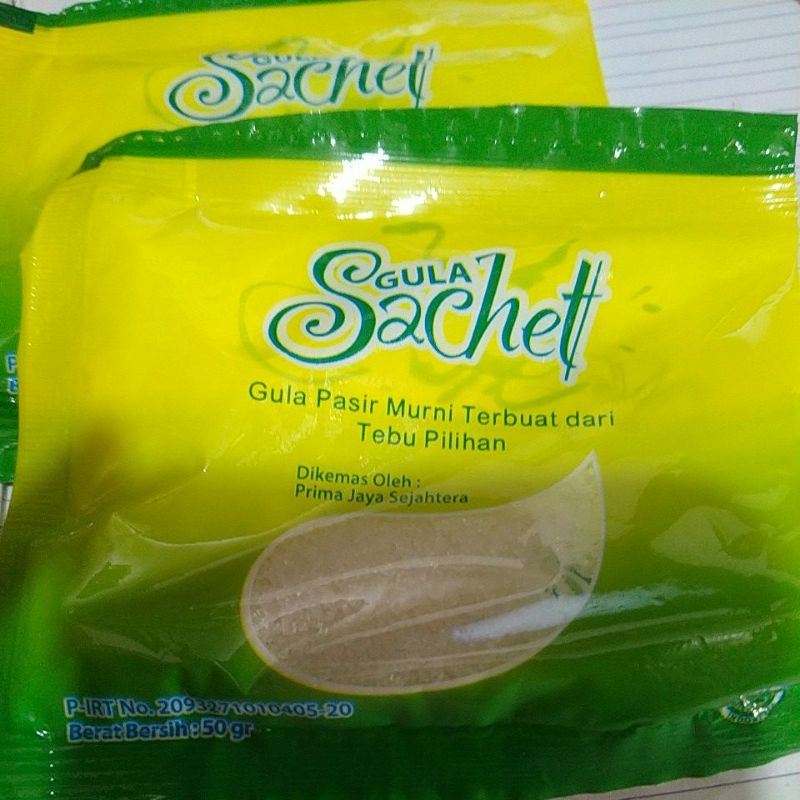 Sachet
GULA
Sachet
Gula Pasir Murni Terbuat dari
Tebu Pilihan
Dikemas Oleh :
Prima Jaya Sejahtera
P-IRT No. 2093271010405-20
Berat Bersih : 50 gr